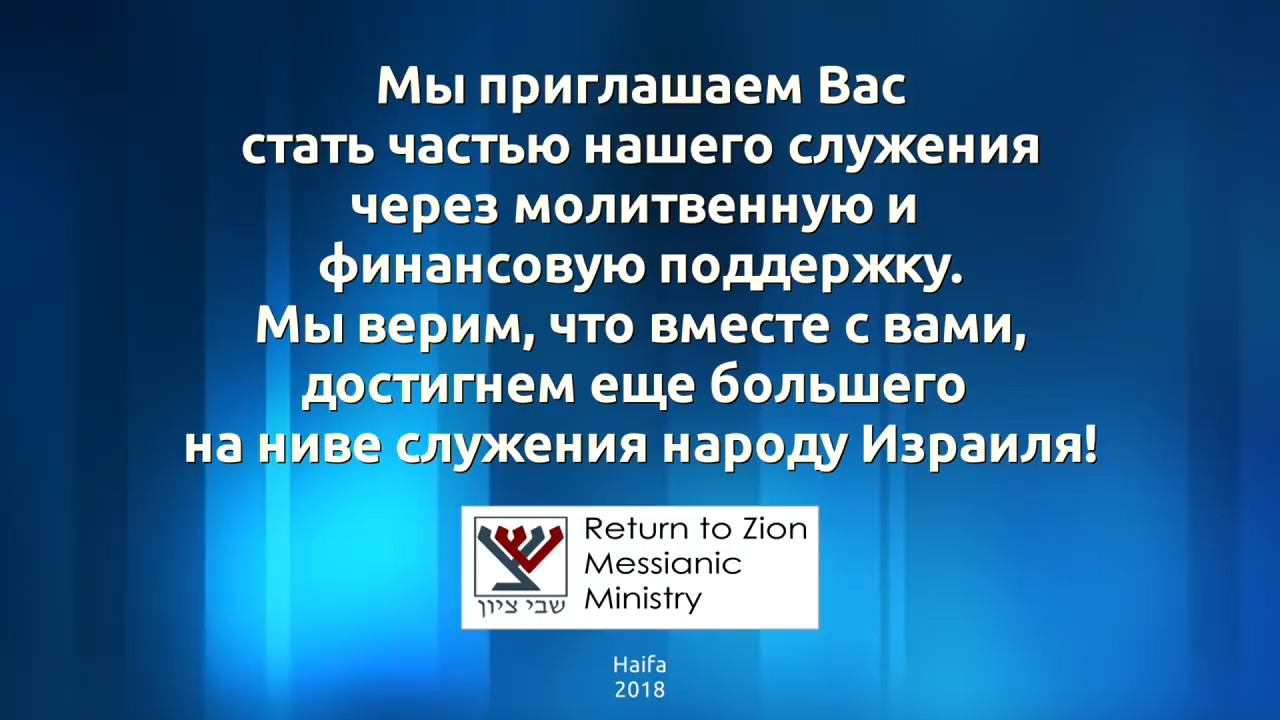 Мы приглашаем Вас
стать частью нашего служения
через молитвенную и
финансовую поддержку.
Мы верим, что вместе с вами,
достигнем еще большего
на ниве служения народу Израиля!
Return to Zion
Messianic
Ministry
שבי ציון
Haifa
2018